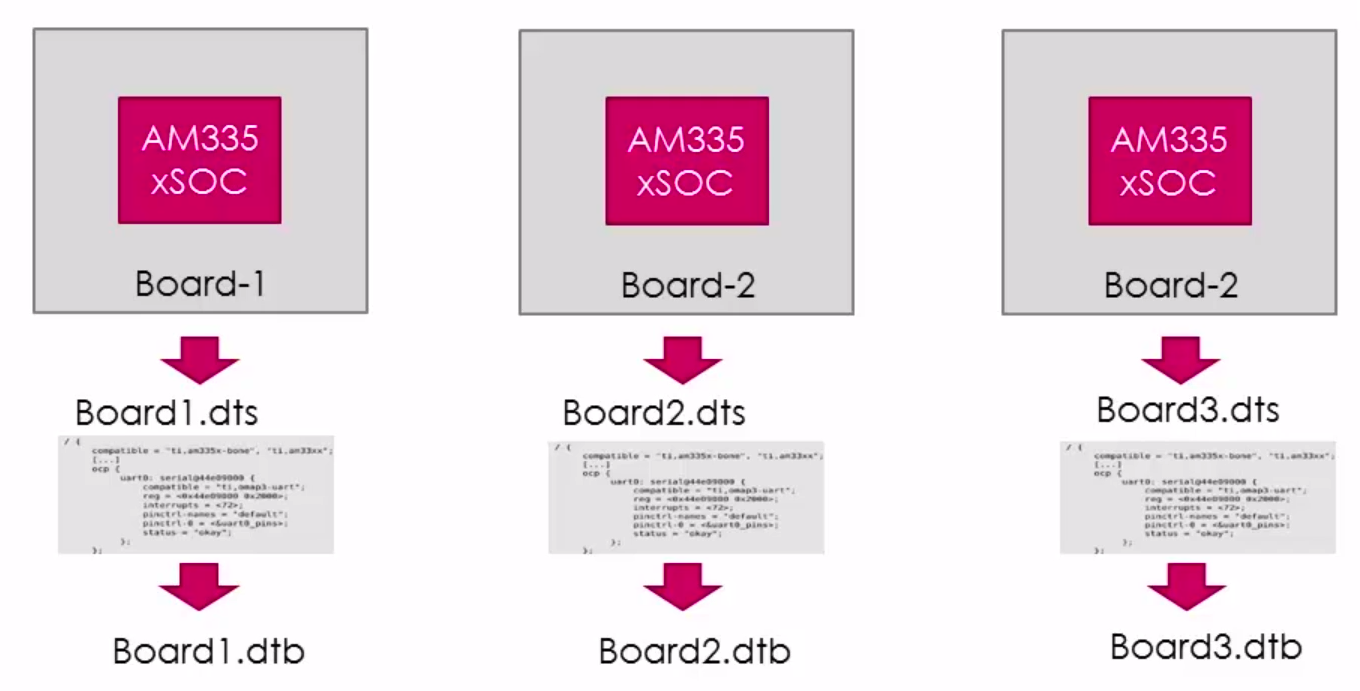 AM335
xSOC
Board-1
AM335
xSOC
Board-2
AM335
xSOC
Board-2
Board1.dts
Board2.dts
Board3.dts
/ {
compatible = "ti,am335x-bone", "ti,am33xx";
[...]
ocp {
uart0: serial@44e09000 {
compatible = "ti,omap3-uart";
reg = <0x44e09000 0x2000>;
interrupts = <72>;
pinctrl-names = "default";
pinctrl-0 = <&uart0_pins>;
status = "okay";
};
};
/ {
compatible = "ti,am335x-bone", "ti,am33xx";
[...]
ocp {
uart0: serial@44e09000 {
compatible = "ti,omap3-uart";
reg = <0x44e09000 0x2000>;
interrupts = <72>;
pinctrl-names = "default";
pinctrl-0 = <&uart0_pins>;
status = "okay";
};
};
/ {
compatible = "ti,am335x-bone", "ti,am33xx";
[...]
ocp {
uart0: serial@44e09000 {
compatible = "ti,omap3-uart";
reg = <0x44e09000 0x2000>;
interrupts = <72>;
pinctrl-names = "default";
pinctrl-0 = <&uart0_pins>;
status = "okay";
};
};
Board1.dtb
Board2.dtb
Board3.dtb